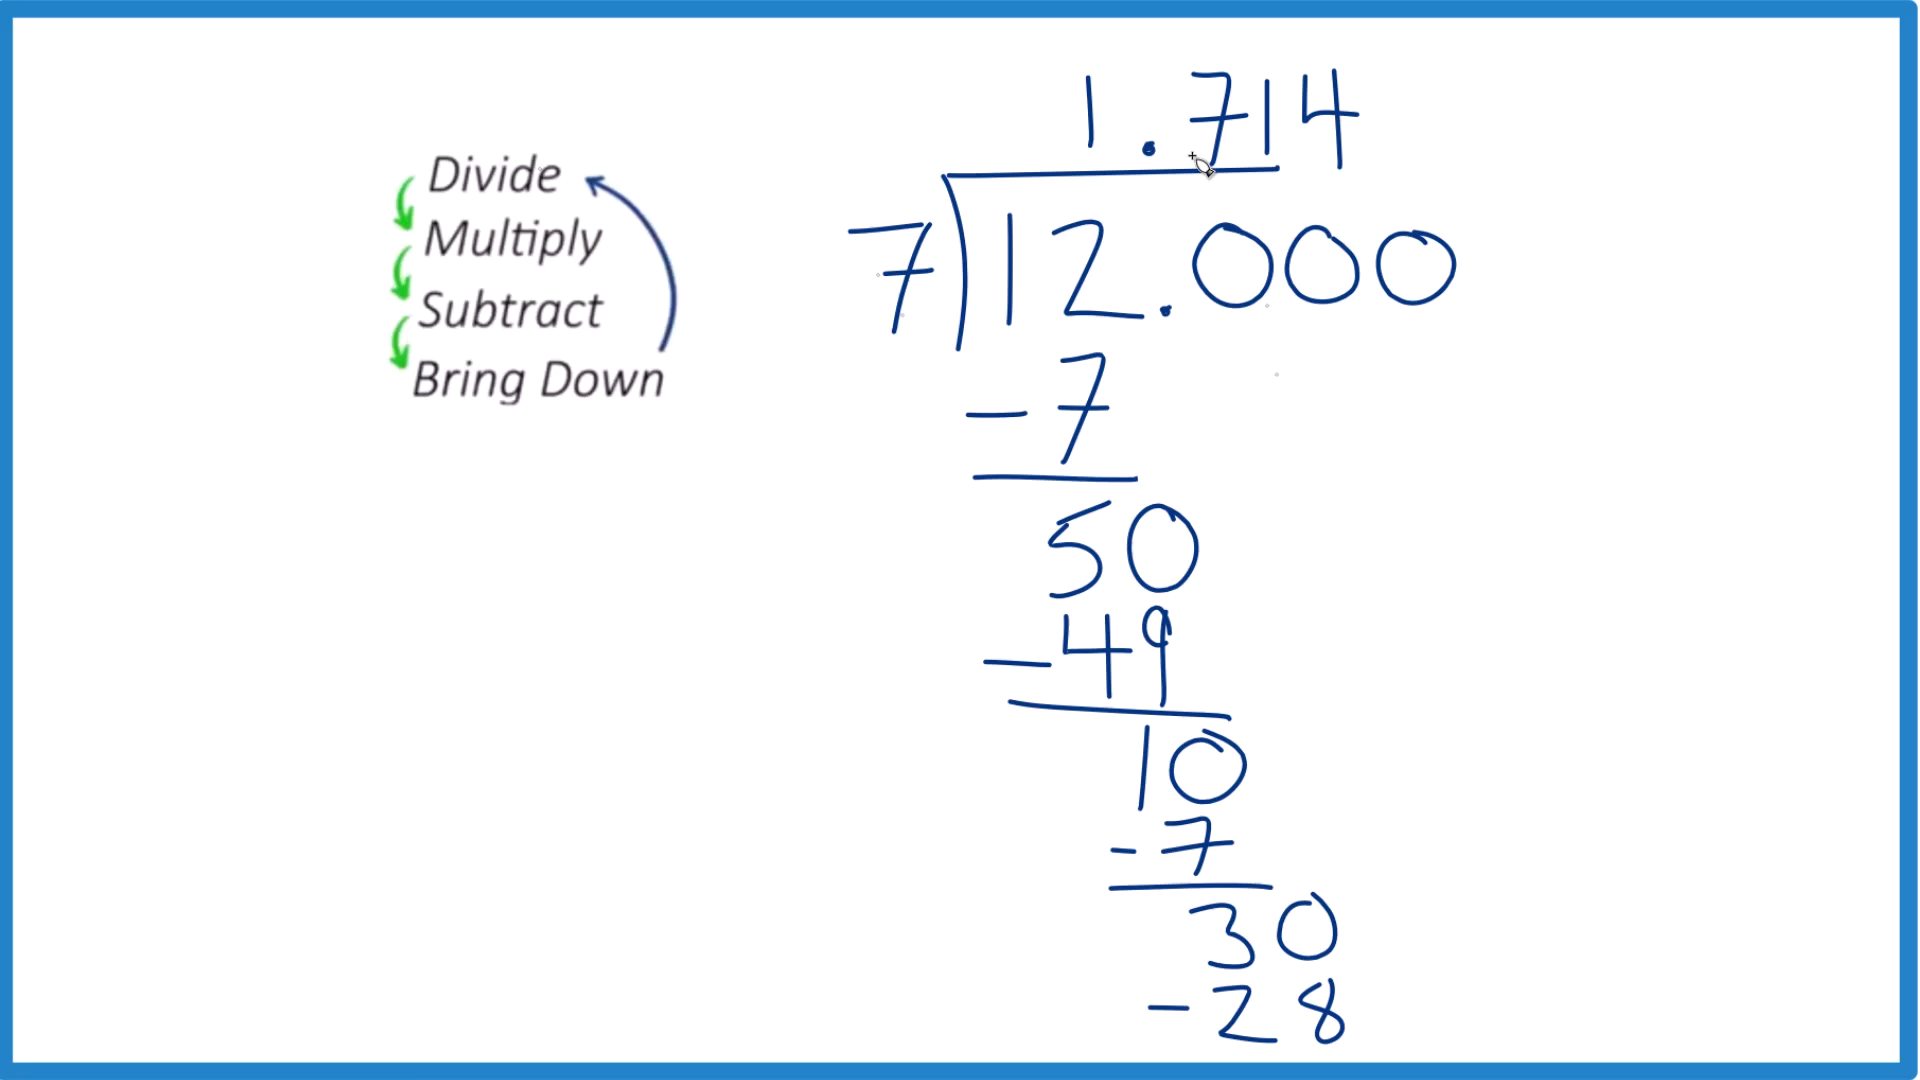 Divide
Multiply
Subtract
Bring Down
1.714
7)12.000
-7
50
-49
10
-7
30
-28